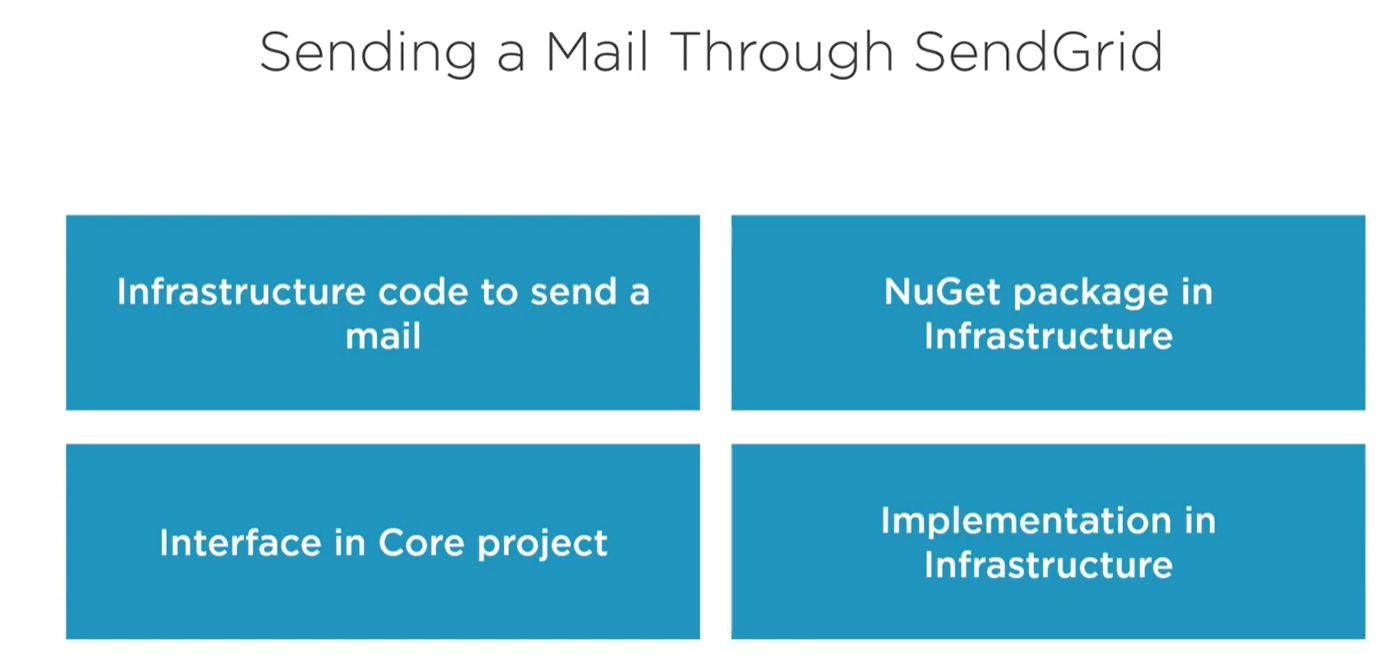 Sending a Mail Through SendGrid
Infrastructure code to send a
mail
NuGet package in
Infrastructure
Interface in Core project
Implementation in
Infrastructure